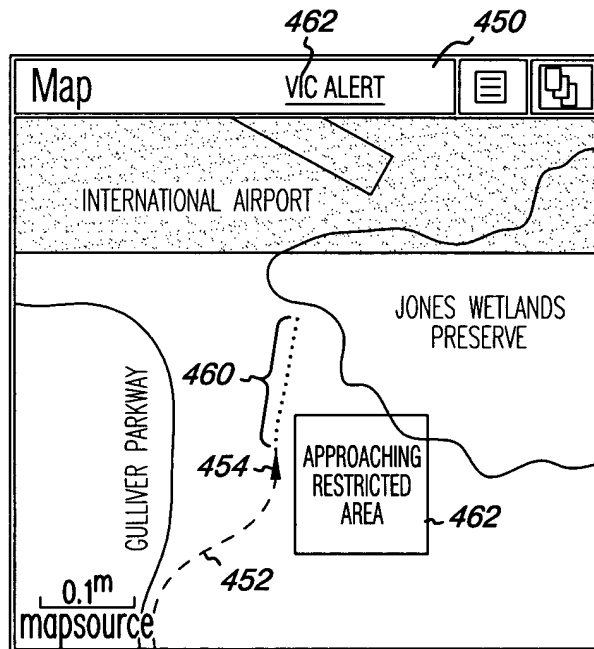 462
450
Map
VIC ALERT
INTERNATIONAL AIRPORT
JONES WETLANDS
PRESERVE
460
GULLIVER PARKWAY
454
APPROACHING
RESTRICTED
AREA
462
452
0.1m
mapsource